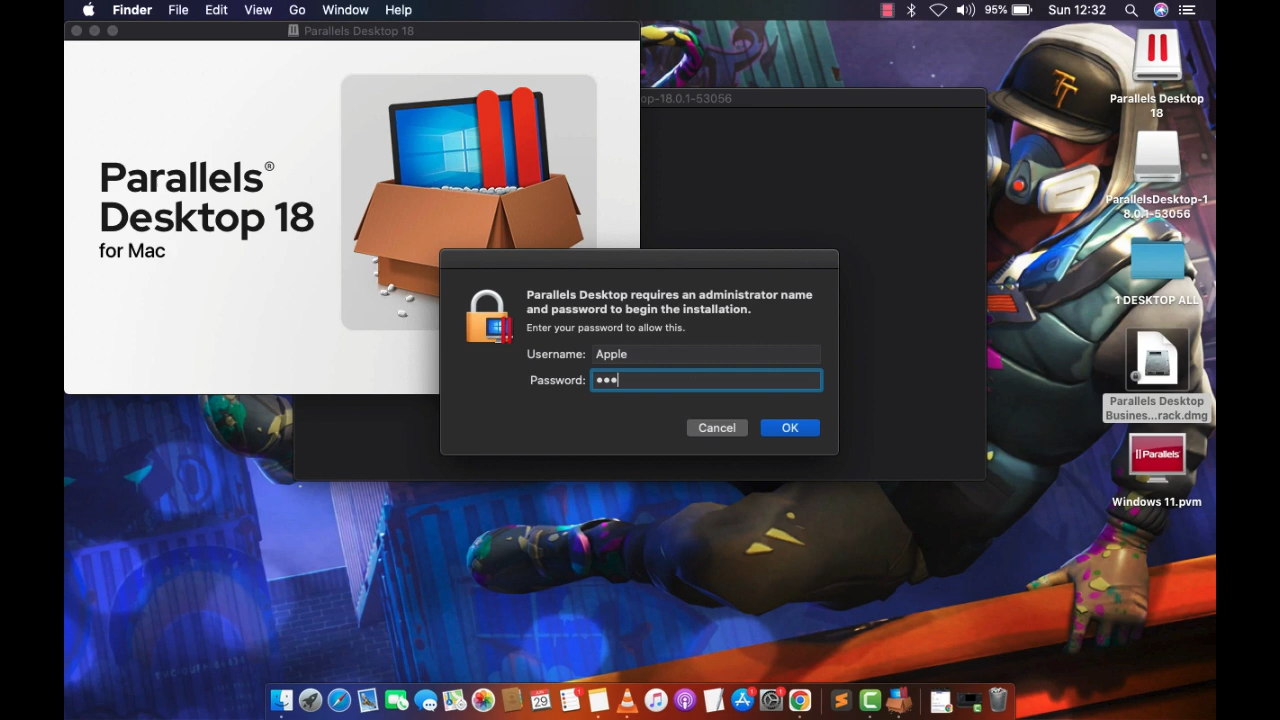 Finder File Edit View Go Window Help
95% Sun 12:32
Parallels Desktop 18
Parallels®
Desktop 18
for Mac
op-18.0.1-53056
Parallels Desktop requires an administrator name
and password to begin the installation.
Enter your password to allow this.
Username: Apple
Password: •••
Cancel OK
Parallels Desktop
18
ParallelsDesktop-1
8.0.1-53056
1 DESKTOP ALL
Parallels Desktop
Busines...rack.dmg
Parallels
Windows 11.pvm
JUN
29